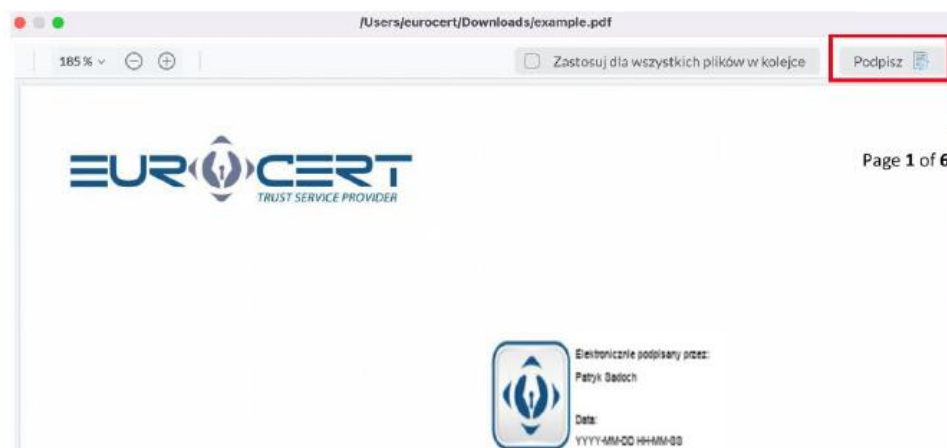 /Users/eurocert/Downloads/example.pdf
185 % Zastosuj dla wszystkich plików w kolejce Podpisz
EUROCERT
TRUST SERVICE PROVIDER
Page 1 of 6
Elektronicznie podpisany przez:
Patryk Gadoch
Data:
YYYY-MM-DD HH-MM-SS